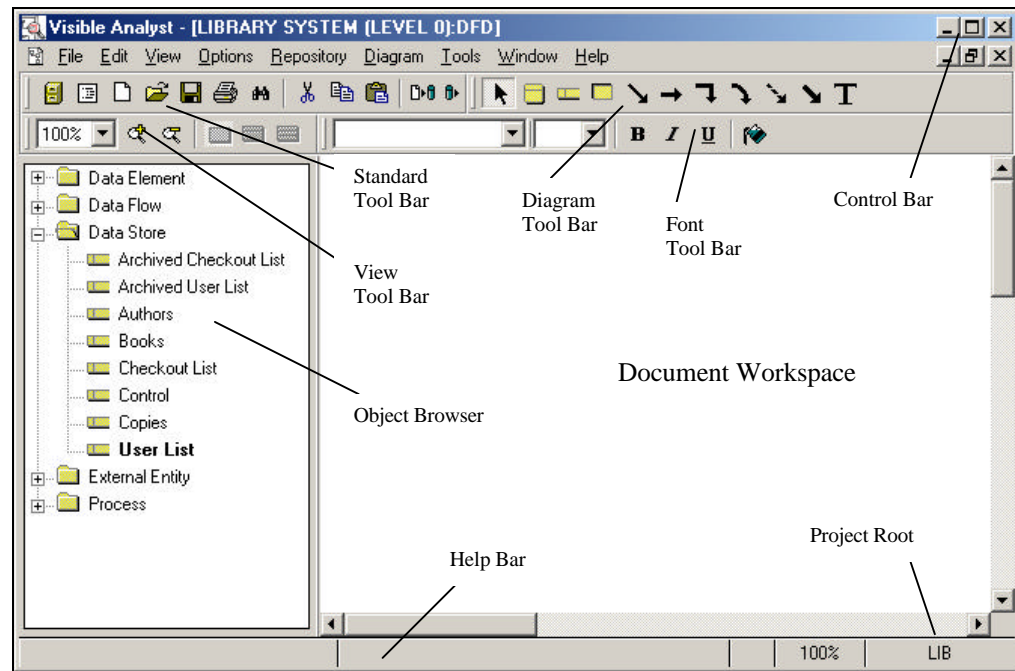 Visible Analyst - [LIBRARY SYSTEM (LEVEL 0):DFD]
File Edit View Options Repository Diagram Tools Window Help
T
100% B I U
Data Element
Data Flow
Data Store
Archived Checkout List
Archived User List
Authors
Books
Checkout List
Control
Copies
User List
External Entity
Process
Standard
Tool Bar
Diagram
Tool Bar
Font
Tool Bar
Control Bar
View
Tool Bar
Document Workspace
Object Browser
Project Root
Help Bar
100% LIB